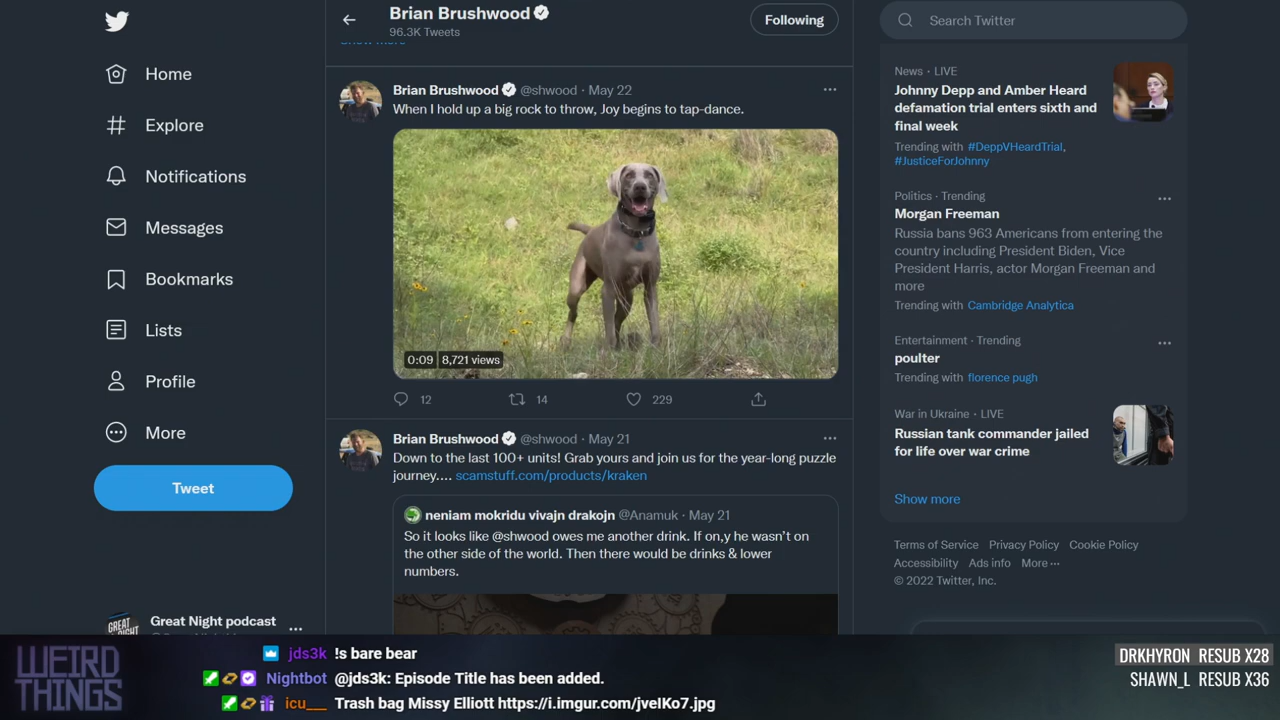 Brian Brushwood
96.3K Tweets
Following
Search Twitter
Home
Explore
Notifications
Messages
Bookmarks
Lists
Profile
More
Tweet
Great Night podcast
Show more
Brian Brushwood @shwood · May 22
When I hold up a big rock to throw, Joy begins to tap-dance.
0:09 8,721 views
12 14 229
Brian Brushwood @shwood · May 21
Down to the last 100+ units! Grab yours and join us for the year-long puzzle
journey.... scamstuff.com/products/kraken
neniam mokridu vivajn drakojn @Anamuk · May 21
So it looks like @shwood owes me another drink. If on,y he wasn't on
the other side of the world. Then there would be drinks & lower
numbers.
News · LIVE
Johnny Depp and Amber Heard
defamation trial enters sixth and
final week
Trending with #DeppVHeardTrial,
#JusticeForJohnny
Politics · Trending
Morgan Freeman
Russia bans 963 Americans from entering the
country including President Biden, Vice
President Harris, actor Morgan Freeman and
more
Trending with Cambridge Analytica
Entertainment · Trending
poulter
Trending with florence pugh
War in Ukraine · LIVE
Russian tank commander jailed
for life over war crime
Show more
Terms of Service Privacy Policy Cookie Policy
Accessibility Ads info More ···
© 2022 Twitter, Inc.
WEIRD
THINGS
jds3k !s bare bear
Nightbot @jds3k: Episode Title has been added.
icu___ Trash bag Missy Elliott https://i.imgur.com/jveIKo7.jpg
DRKHYRON RESUB X28
SHAWN_L RESUB X36